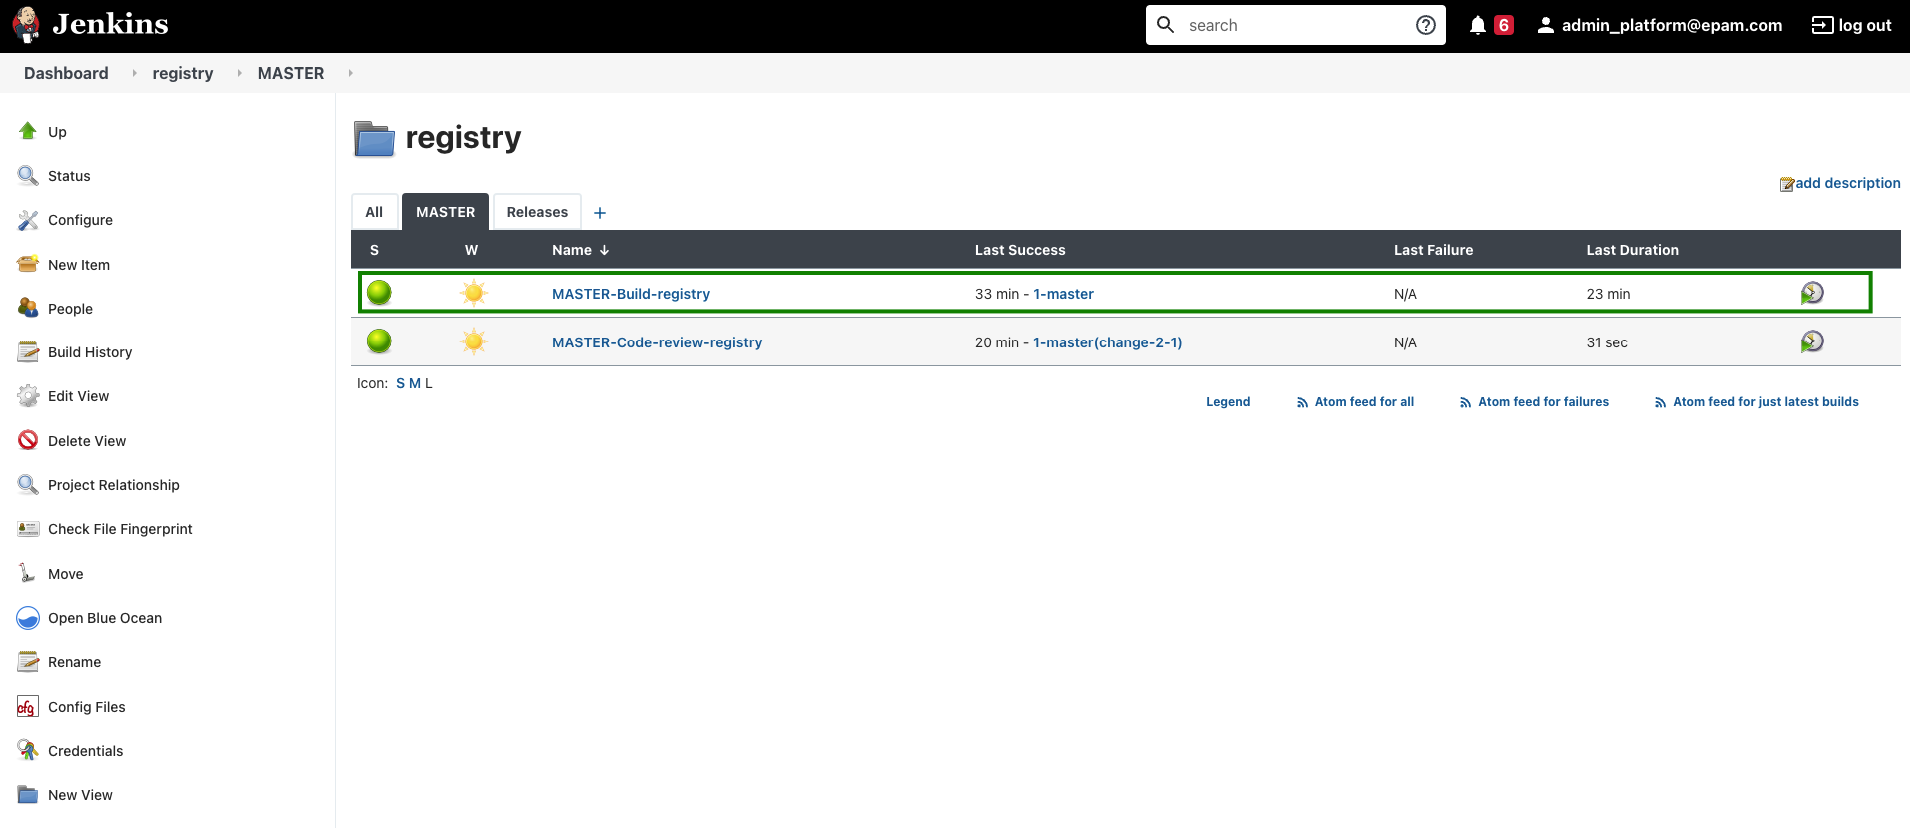 Jenkins
search
6
admin_platform@epam.com
log out
Dashboard registry MASTER
Up
Status
Configure
New Item
People
Build History
Edit View
Delete View
Project Relationship
Check File Fingerprint
Move
Open Blue Ocean
Rename
cfg Config Files
Credentials
New View
registry
add description
All MASTER Releases +
S W Name ↓ Last Success Last Failure Last Duration
MASTER-Build-registry 33 min - 1-master N/A 23 min
MASTER-Code-review-registry 20 min - 1-master(change-2-1) N/A 31 sec
Icon: S M L
Legend Atom feed for all Atom feed for failures Atom feed for just latest builds